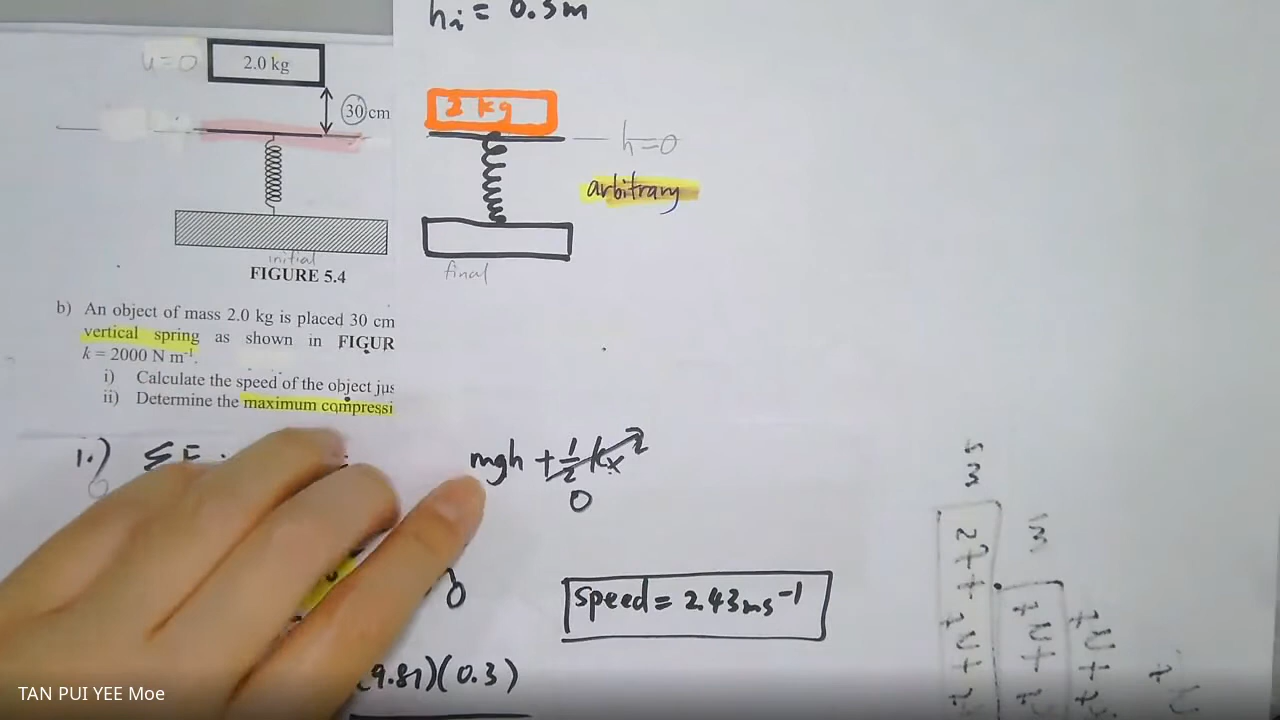 hi = 0.3m
u=0
2.0 kg
30 cm
2 kg
h=0
arbitrary
initial
final
FIGURE 5.4
b) An object of mass 2.0 kg is placed 30 cm
vertical spring as shown in FIGUR
k = 2000 N m-1.
i) Calculate the speed of the object jus
ii) Determine the maximum compressi
i.) ΣE
mgh + 1/2 kx2
0
0
speed = 2.43ms-1
(9.81)(0.3)
TAN PUI YEE Moe